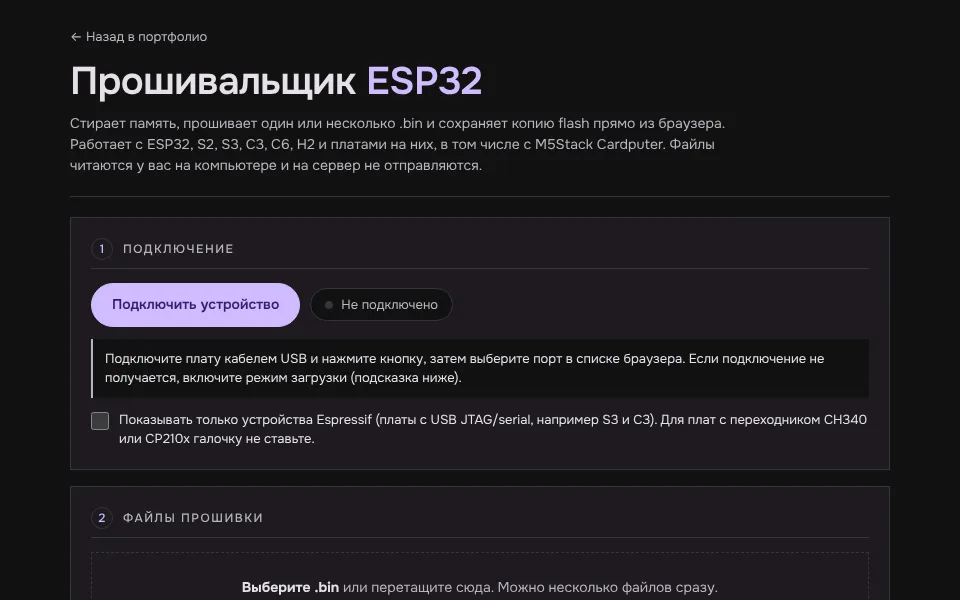 ← Назад в портфолио
Прошивальщик ESP32
Стирает память, прошивает один или несколько .bin и сохраняет копию flash прямо из браузера.
Работает с ESP32, S2, S3, C3, C6, H2 и платами на них, в том числе с M5Stack Cardputer. Файлы
читаются у вас на компьютере и на сервер не отправляются.
1 ПОДКЛЮЧЕНИЕ
Подключить устройство
Не подключено
Подключите плату кабелем USB и нажмите кнопку, затем выберите порт в списке браузера. Если подключение не
получается, включите режим загрузки (подсказка ниже).
Показывать только устройства Espressif (платы с USB JTAG/serial, например S3 и C3). Для плат с переходником CH340
или CP210x галочку не ставьте.
2 ФАЙЛЫ ПРОШИВКИ
Выберите .bin или перетащите сюда. Можно несколько файлов сразу.